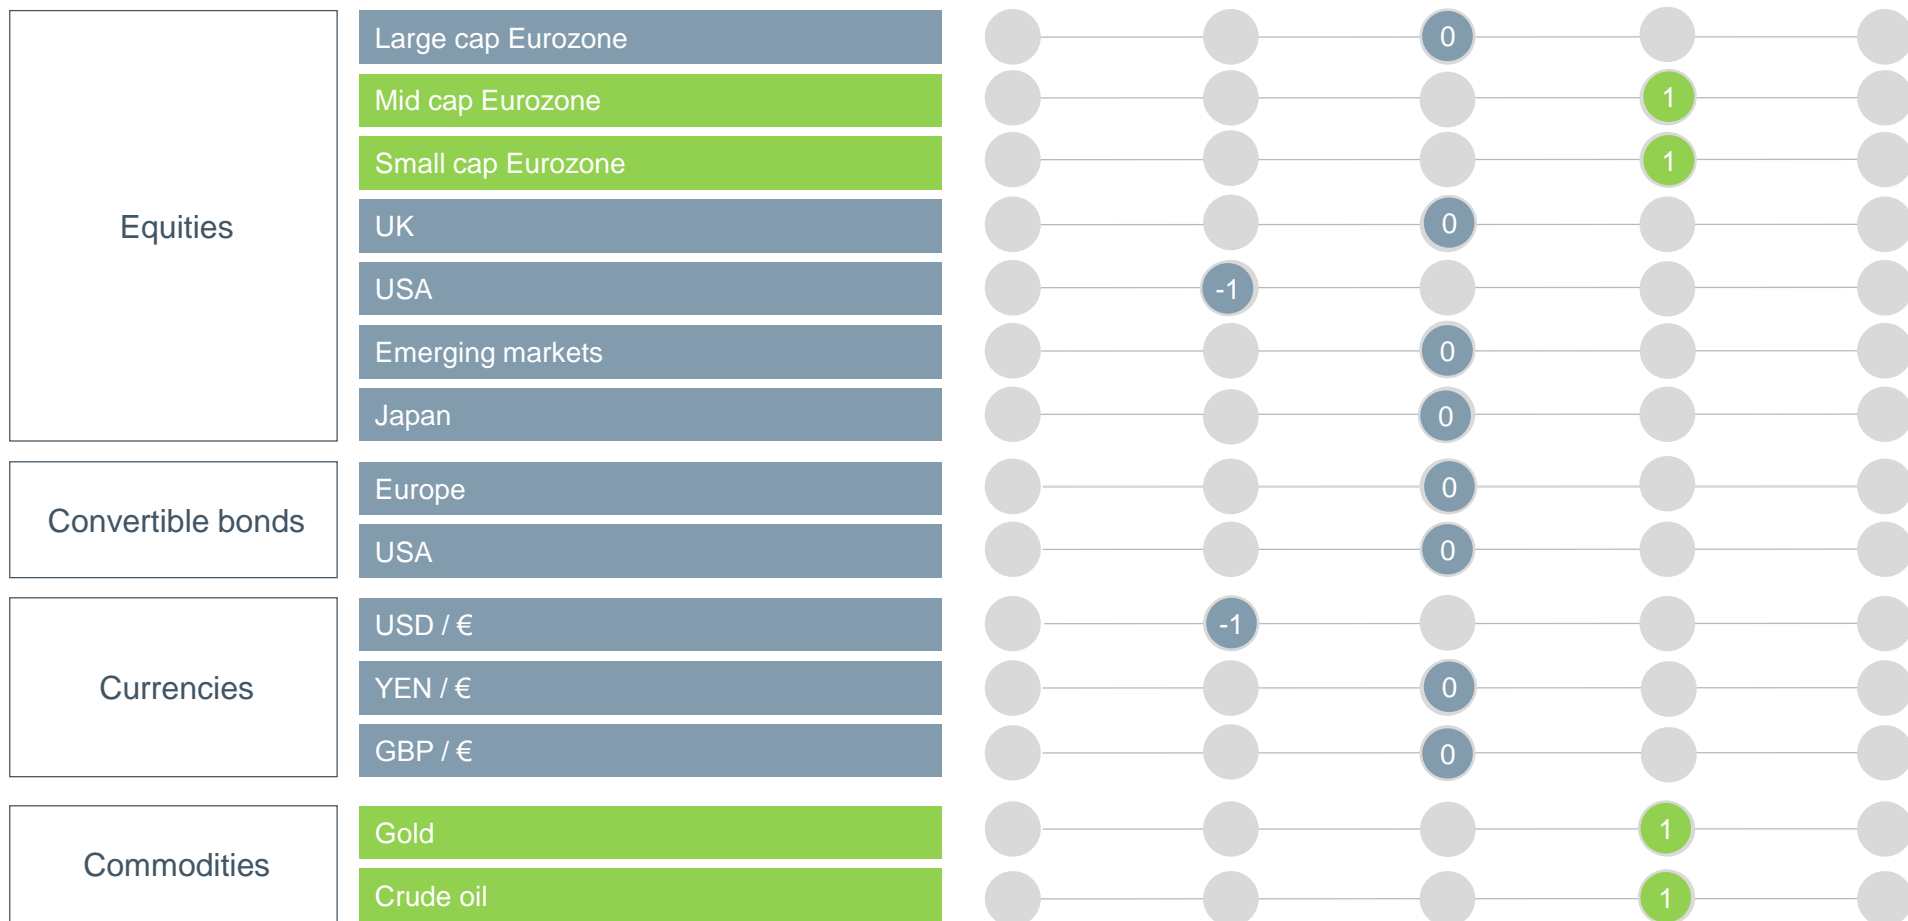 Equities
Large cap Eurozone 0
Mid cap Eurozone 1
Small cap Eurozone 1
UK 0
USA -1
Emerging markets 0
Japan 0
Convertible bonds
Europe 0
USA 0
Currencies
USD / € -1
YEN / € 0
GBP / € 0
Commodities
Gold 1
Crude oil 1